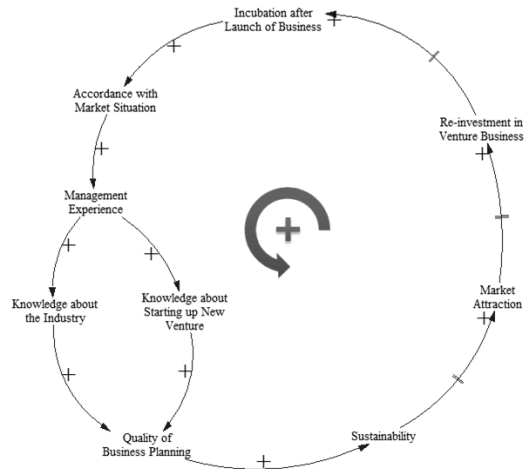 Incubation after
Launch of Business
Accordance with
Market Situation
Re-investment in
Venture Business
Management
Experience
Knowledge about
the Industry
Knowledge about
Starting up New
Venture
Market
Attraction
Quality of
Business Planning
Sustainability